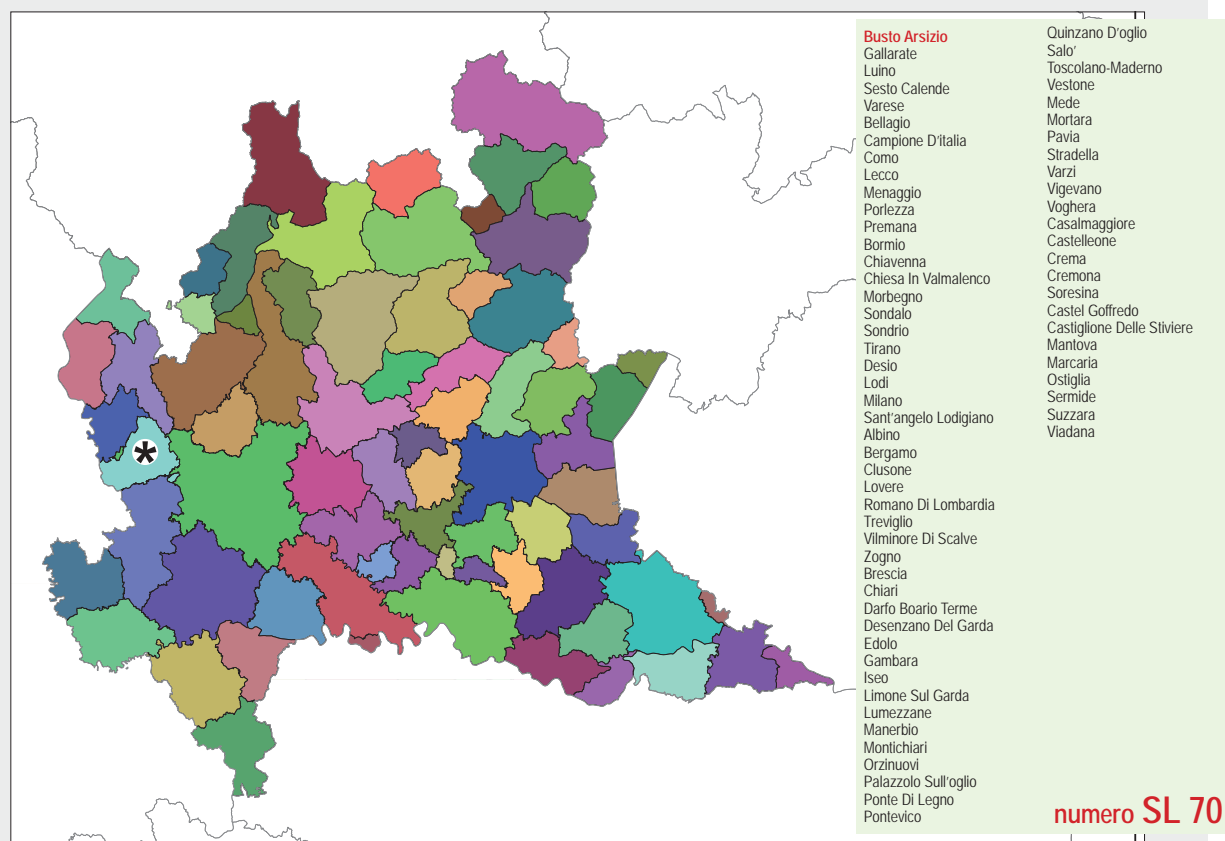 Busto Arsizio
Gallarate
Luino
Sesto Calende
Varese
Bellagio
Campione D'italia
Como
Lecco
Menaggio
Porlezza
Premana
Bormio
Chiavenna
Chiesa In Valmalenco
Morbegno
Sondalo
Sondrio
Tirano
Desio
Lodi
Milano
Sant'angelo Lodigiano
Albino
Bergamo
Clusone
Lovere
Romano Di Lombardia
Treviglio
Vilminore Di Scalve
Zogno
Brescia
Chiari
Darfo Boario Terme
Desenzano Del Garda
Edolo
Gambara
Iseo
Limone Sul Garda
Lumezzane
Manerbio
Montichiari
Orzinuovi
Palazzolo Sull'oglio
Ponte Di Legno
Pontevico
Quinzano D'oglio
Salo'
Toscolano-Maderno
Vestone
Mede
Mortara
Pavia
Stradella
Varzi
Vigevano
Voghera
Casalmaggiore
Castelleone
Crema
Cremona
Soresina
Castel Goffredo
Castiglione Delle Stiviere
Mantova
Marcaria
Ostiglia
Sermide
Suzzara
Viadana
numero SL 70
*